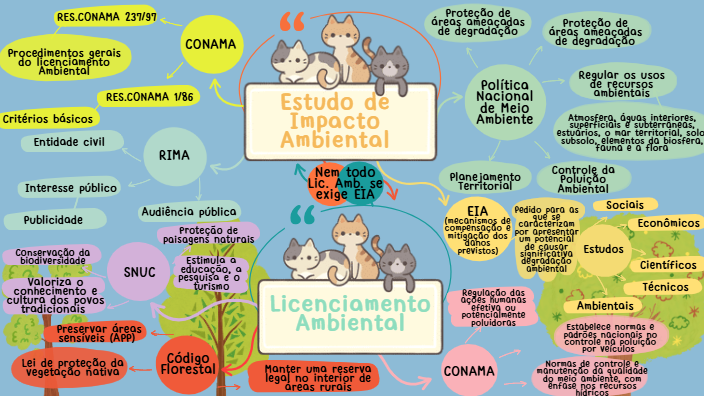 RES.CONAMA 237/97
CONAMA
Procedimentos gerais
do licenciamento
Ambiental
RES.CONAMA 1/86
Critérios básicos
Entidade civil
RIMA
Interesse público
Publicidade
Audiência pública
Estudo de
Impacto
Ambiental
Proteção de
áreas ameaçadas
de degradação
Proteção de
áreas ameaçadas
de degradação
Política
Nacional
de Meio
Ambiente
Regular os usos
de recursos
ambientais
Atmosfera, águas interiores,
superficiais e subterrâneas,
estuários, o mar territorial, solo,
subsolo, elementos da biosfera,
fauna e a flora
Planejamento
Territorial
Controle da
Poluição
Ambiental
Nem todo
Lic. Amb. se
exige EIA
EIA
(mecanismos de
compensação e
mitigação dos
danos
previstos)
Pedido para as
que se
caracterizam
por apresentar
um potencial
de causar
significativa
degradação
ambiental
Estudos
Sociais
Econômicos
Científicos
Técnicos
Ambientais
Licenciamento
Ambiental
Proteção de
paisagens naturais
Conservação da
biodiversidade
SNUC
Estimula a
educação, a
pesquisa e o
turismo
Valoriza o
conhecimento e
cultura dos povos
tradicionais
Preservar áreas
sensíveis (APP)
Código
Florestal
Lei de proteção da
vegetação nativa
Manter uma reserva
legal no interior de
áreas rurais
Regulação das
ações humanas
efetiva ou
potencialmente
poluidoras
CONAMA
Estabelece normas e
padrões nacionais no
controle na poluição
por veículos
Normas de controle e
manutenção da qualidade
do meio ambiente, com
ênfase nos recursos
hídricos